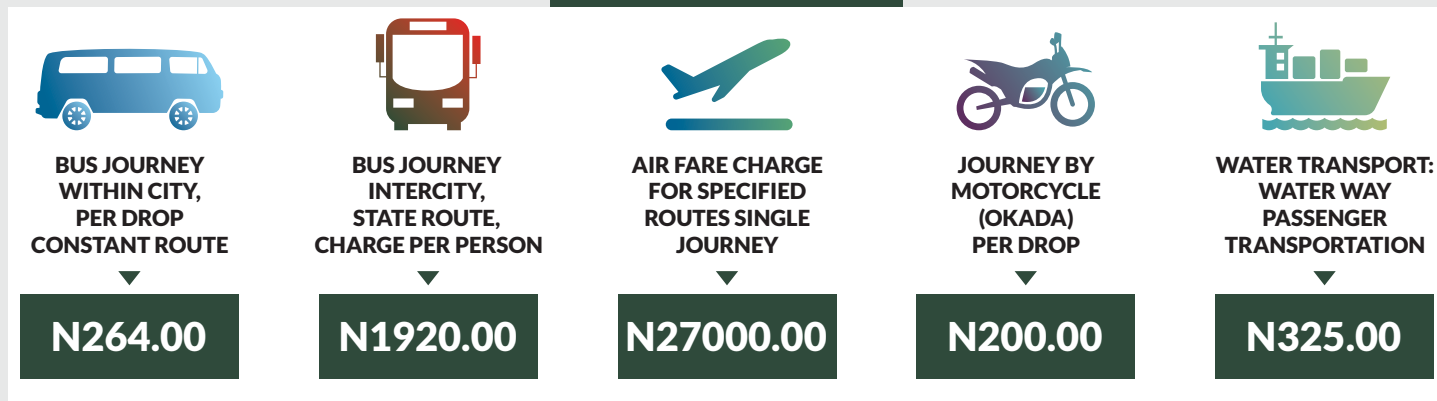 BUS JOURNEY
WITHIN CITY,
PER DROP
CONSTANT ROUTE
N264.00
BUS JOURNEY
INTERCITY,
STATE ROUTE,
CHARGE PER PERSON
N1920.00
AIR FARE CHARGE
FOR SPECIFIED
ROUTES SINGLE
JOURNEY
N27000.00
JOURNEY BY
MOTORCYCLE
(OKADA)
PER DROP
N200.00
WATER TRANSPORT:
WATER WAY
PASSENGER
TRANSPORTATION
N325.00